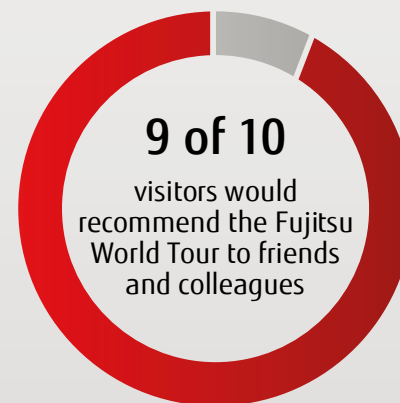 9 of 10
visitors would
recommend the Fujitsu
World Tour to friends
and colleagues